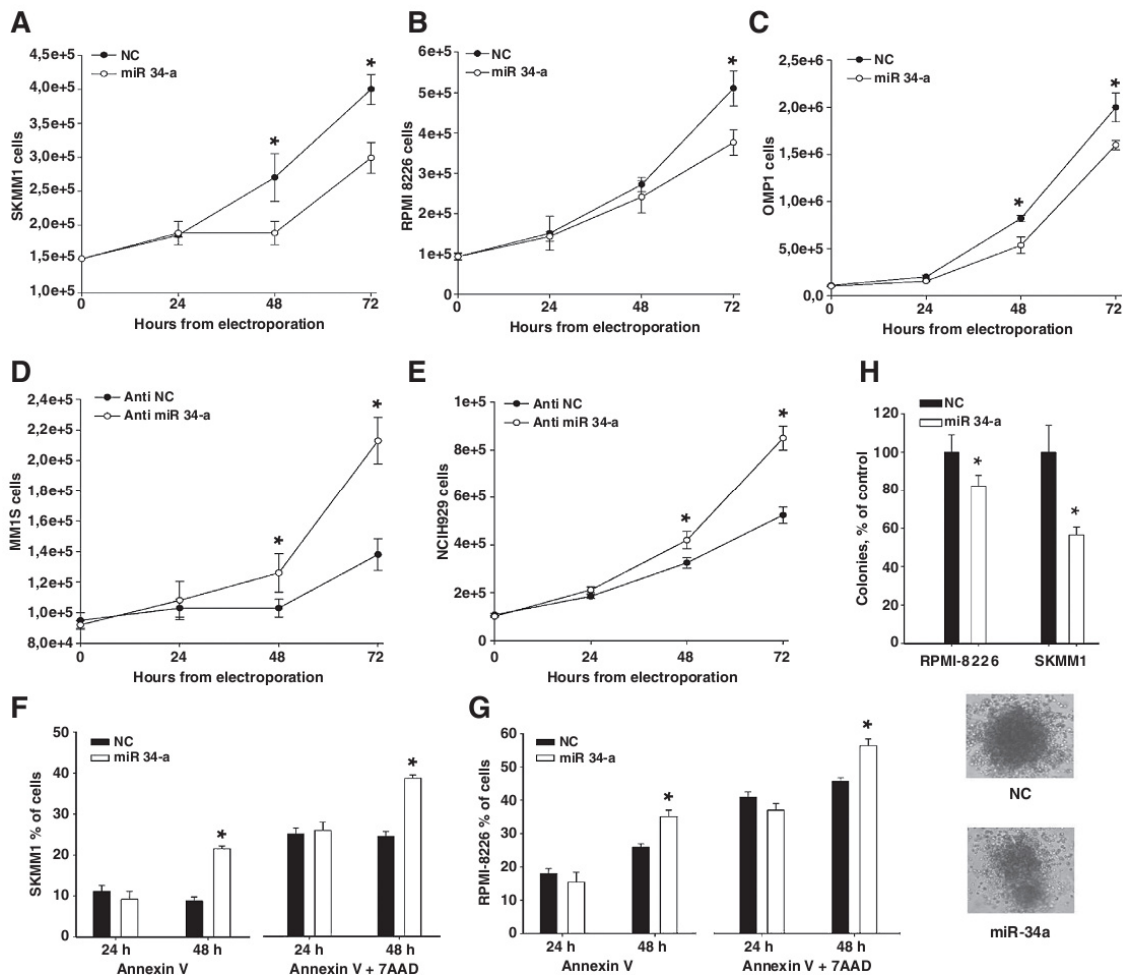 A
NC
miR 34-a
4,5e+5
4,0e+5
3,5e+5
3,0e+5
2,5e+5
2,0e+5
1,5e+5
1,0e+5
SKMM1 cells
*
*
0 24 48 72
Hours from electroporation
B
NC
miR 34-a
6e+5
5e+5
4e+5
3e+5
2e+5
1e+5
0
RPMI 8226 cells
*
0 24 48 72
Hours from electroporation
C
NC
miR 34-a
2,5e+6
2,0e+6
1,5e+6
1,0e+6
5,0e+5
0,0
OMP1 cells
*
*
0 24 48 72
Hours from electroporation
D
Anti NC
Anti miR 34-a
2,4e+5
2,2e+5
2,0e+5
1,8e+5
1,6e+5
1,4e+5
1,2e+5
1,0e+5
8,0e+4
MM1S cells
*
*
0 24 48 72
Hours from electroporation
E
Anti NC
Anti miR 34-a
1e+5
8e+5
6e+5
4e+5
2e+5
0
NCIH929 cells
*
*
0 24 48 72
Hours from electroporation
H
NC
miR 34-a
120
100
80
60
40
20
0
Colonies, % of control
*
*
RPMI-8226 SKMM1
F
NC
miR 34-a
50
40
30
20
10
0
SKMM1 % of cells
*
*
24 h 48 h 24 h 48 h
Annexin V Annexin V + 7AAD
G
NC
miR 34-a
60
50
40
30
20
10
0
RPMI-8226 % of cells
*
*
24 h 48 h 24 h 48 h
Annexin V Annexin V + 7AAD
NC
miR-34a